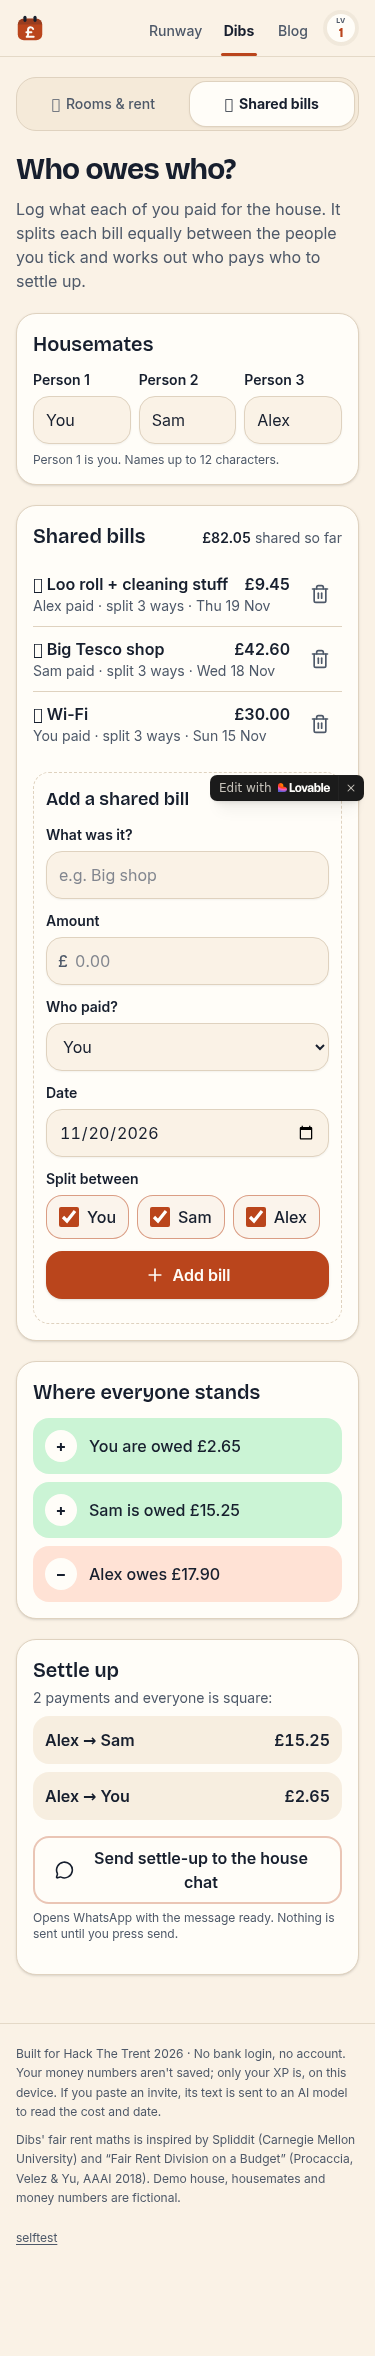 £
Runway
Dibs
Blog
LV
1
Rooms & rent
Shared bills
Who owes who?
Log what each of you paid for the house. It
splits each bill equally between the people
you tick and works out who pays who to
settle up.
Housemates
Person 1
Person 2
Person 3
You
Sam
Alex
Person 1 is you. Names up to 12 characters.
Shared bills
£82.05 shared so far
Loo roll + cleaning stuff £9.45
Alex paid · split 3 ways · Thu 19 Nov
Big Tesco shop £42.60
Sam paid · split 3 ways · Wed 18 Nov
Wi-Fi £30.00
You paid · split 3 ways · Sun 15 Nov
Edit with Lovable ×
Add a shared bill
What was it?
e.g. Big shop
Amount
£ 0.00
Who paid?
You
Date
11/20/2026
Split between
You
Sam
Alex
+ Add bill
Where everyone stands
+ You are owed £2.65
+ Sam is owed £15.25
− Alex owes £17.90
Settle up
2 payments and everyone is square:
Alex → Sam £15.25
Alex → You £2.65
Send settle-up to the house
chat
Opens WhatsApp with the message ready. Nothing is
sent until you press send.
Built for Hack The Trent 2026 · No bank login, no account.
Your money numbers aren't saved; only your XP is, on this
device. If you paste an invite, its text is sent to an AI model
to read the cost and date.
Dibs' fair rent maths is inspired by Spliddit (Carnegie Mellon
University) and “Fair Rent Division on a Budget” (Procaccia,
Velez & Yu, AAAI 2018). Demo house, housemates and
money numbers are fictional.
selftest